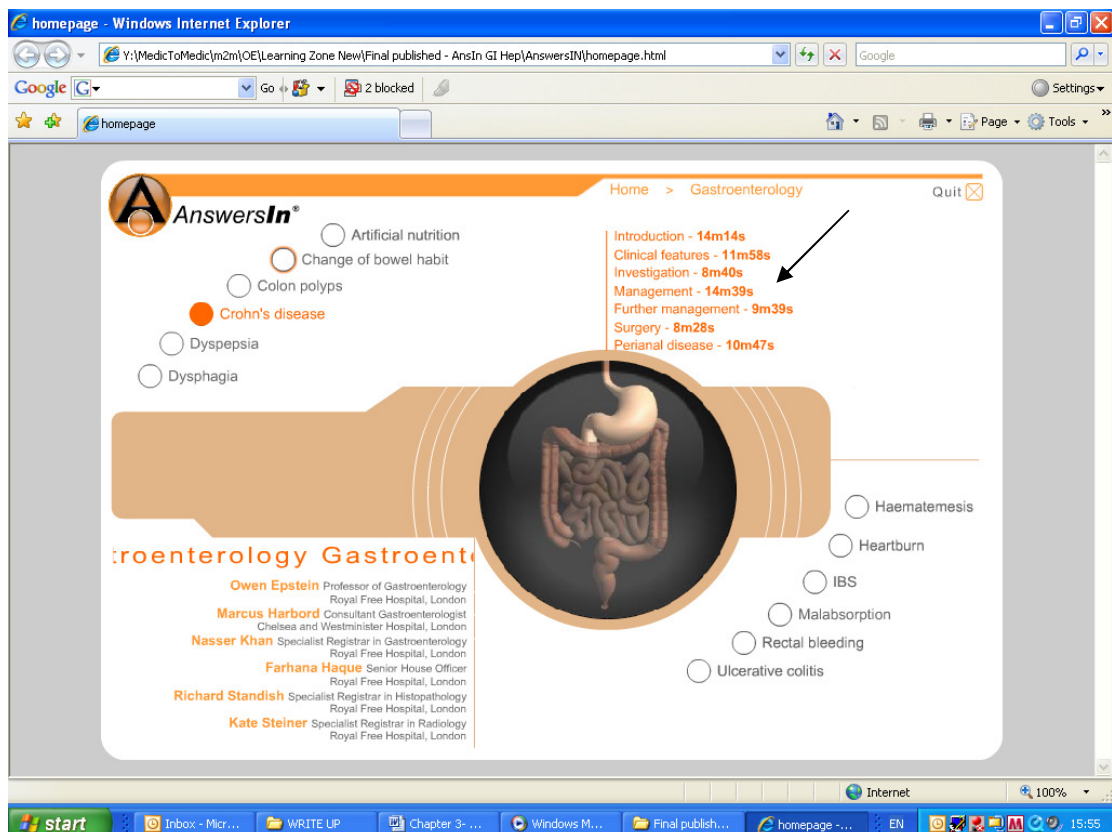 homepage - Windows Internet Explorer
Y:\MedicToMedic\m2m\OE\Learning Zone New\Final published - AnsIn GI Hep\AnswersIN\homepage.html
Google
Google G Go 2 blocked Settings
homepage Page Tools »
Home > Gastroenterology Quit
A AnswersIn®
Artificial nutrition
Change of bowel habit
Colon polyps
Crohn's disease
Dyspepsia
Dysphagia
Introduction - 14m14s
Clinical features - 11m58s
Investigation - 8m40s
Management - 14m39s
Further management - 9m39s
Surgery - 8m28s
Perianal disease - 10m47s
Haematemesis
Heartburn
IBS
Malabsorption
Rectal bleeding
Ulcerative colitis
troenterology Gastroente
Owen Epstein Professor of Gastroenterology
Royal Free Hospital, London
Marcus Harbord Consultant Gastroenterologist
Chelsea and Westminister Hospital, London
Nasser Khan Specialist Registrar in Gastroenterology
Royal Free Hospital, London
Farhana Haque Senior House Officer
Royal Free Hospital, London
Richard Standish Specialist Registrar in Histopathology
Royal Free Hospital, London
Kate Steiner Specialist Registrar in Radiology
Royal Free Hospital, London
Internet 100%
start Inbox - Micr... WRITE UP Chapter 3- ... Windows M... Final publish... homepage -... EN 15:55